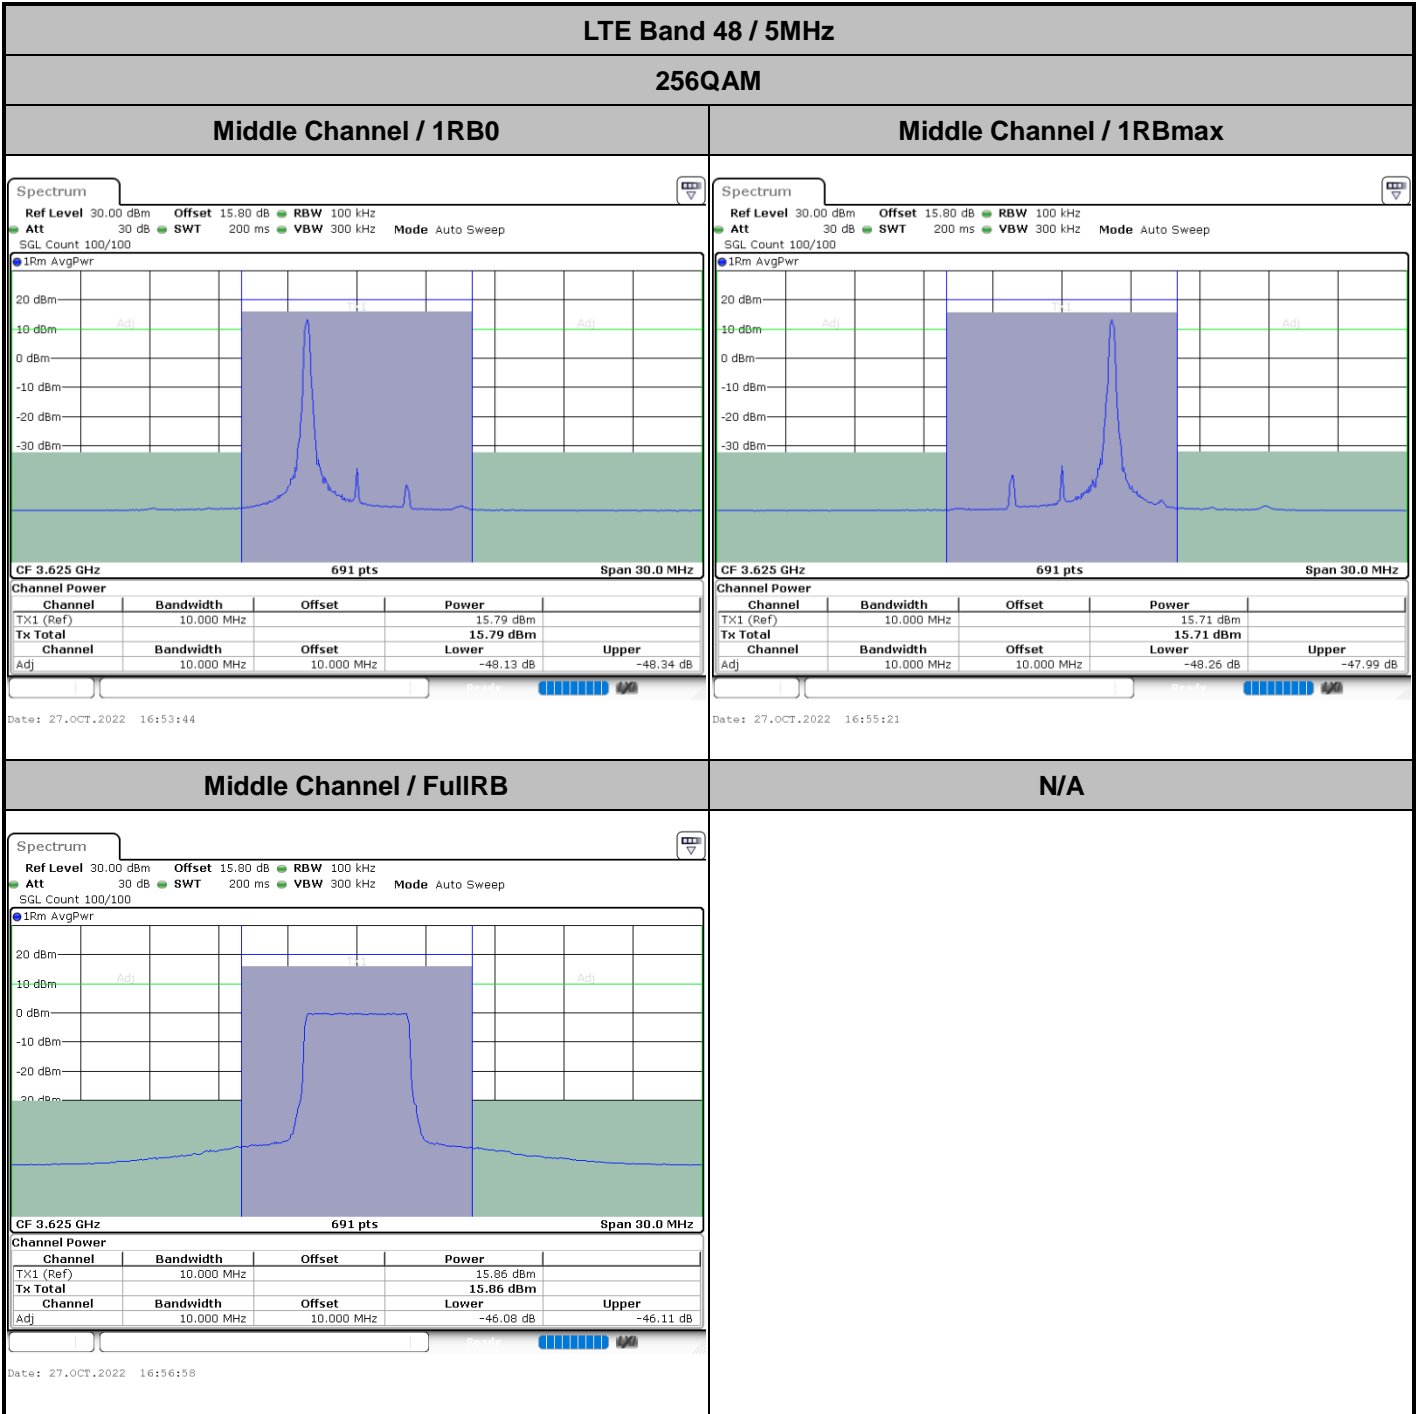 LTE Band 48 / 5MHz
256QAM
Middle Channel / 1RB0
Middle Channel / 1RBmax
Spectrum
Ref Level 30.00 dBm Offset 15.80 dB RBW 100 kHz
Att 30 dB SWT 200 ms VBW 300 kHz Mode Auto Sweep
SGL Count 100/100
1Rm AvgPwr
TX1
Adj
Adj
20 dBm
10 dBm
0 dBm
-10 dBm
-20 dBm
-30 dBm
CF 3.625 GHz 691 pts Span 30.0 MHz
Channel Power
Channel Bandwidth Offset Power
TX1 (Ref) 10.000 MHz 15.79 dBm
Tx Total 15.79 dBm
Channel Bandwidth Offset Lower Upper
Adj 10.000 MHz 10.000 MHz -48.13 dB -48.34 dB
Ready
Date: 27.OCT.2022 16:53:44
Spectrum
Ref Level 30.00 dBm Offset 15.80 dB RBW 100 kHz
Att 30 dB SWT 200 ms VBW 300 kHz Mode Auto Sweep
SGL Count 100/100
1Rm AvgPwr
TX1
Adj
Adj
20 dBm
10 dBm
0 dBm
-10 dBm
-20 dBm
-30 dBm
CF 3.625 GHz 691 pts Span 30.0 MHz
Channel Power
Channel Bandwidth Offset Power
TX1 (Ref) 10.000 MHz 15.71 dBm
Tx Total 15.71 dBm
Channel Bandwidth Offset Lower Upper
Adj 10.000 MHz 10.000 MHz -48.26 dB -47.99 dB
Ready
Date: 27.OCT.2022 16:55:21
Middle Channel / FullRB
N/A
Spectrum
Ref Level 30.00 dBm Offset 15.80 dB RBW 100 kHz
Att 30 dB SWT 200 ms VBW 300 kHz Mode Auto Sweep
SGL Count 100/100
1Rm AvgPwr
TX1
Adj
Adj
20 dBm
10 dBm
0 dBm
-10 dBm
-20 dBm
CF 3.625 GHz 691 pts Span 30.0 MHz
Channel Power
Channel Bandwidth Offset Power
TX1 (Ref) 10.000 MHz 15.86 dBm
Tx Total 15.86 dBm
Channel Bandwidth Offset Lower Upper
Adj 10.000 MHz 10.000 MHz -46.08 dB -46.11 dB
Ready
Date: 27.OCT.2022 16:56:58